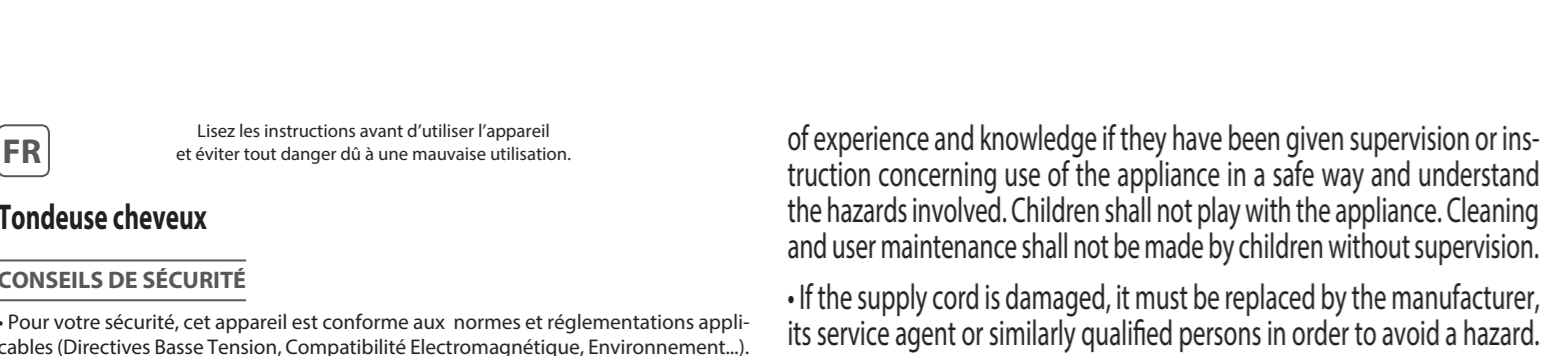 FR
Lisez les instructions avant d’utiliser l’appareil
et éviter tout danger dû à une mauvaise utilisation.
Tondeuse cheveux
CONSEILS DE SÉCURITÉ
• Pour votre sécurité, cet appareil est conforme aux normes et réglementations appli-
cables (Directives Basse Tension, Compatibilité Electromagnétique, Environnement...).
of experience and knowledge if they have been given supervision or ins-
truction concerning use of the appliance in a safe way and understand
the hazards involved. Children shall not play with the appliance. Cleaning
and user maintenance shall not be made by children without supervision.
• If the supply cord is damaged, it must be replaced by the manufacturer,
its service agent or similarly qualified persons in order to avoid a hazard.